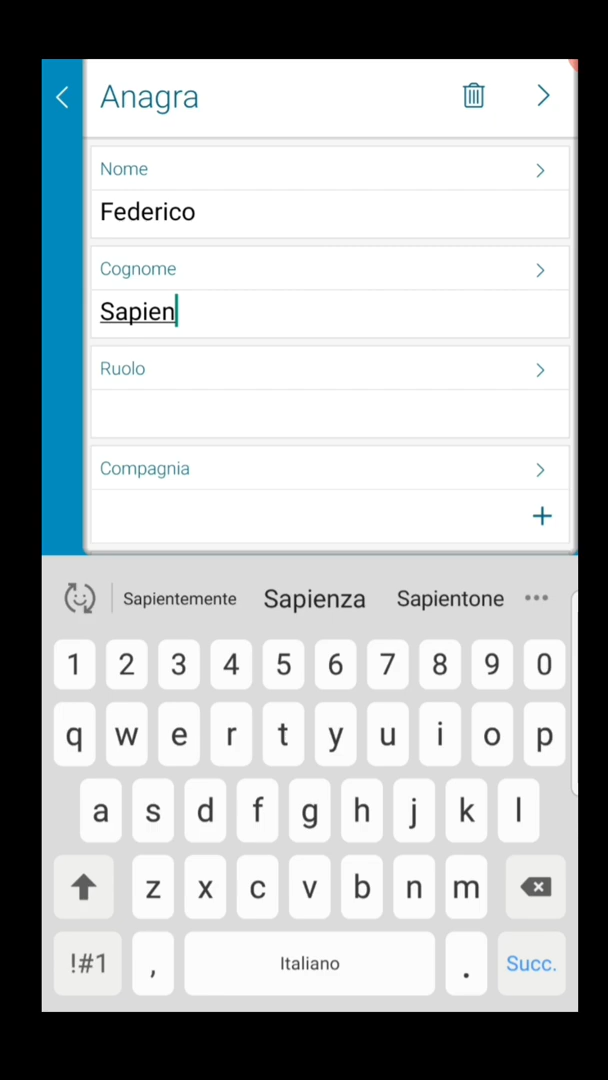 Anagra
Nome
Federico
Cognome
Sapien
Ruolo
Compagnia
+
Sapientemente Sapienza Sapientone •••
1 2 3 4 5 6 7 8 9 0
q w e r t y u i o p
a s d f g h j k l
z x c v b n m
!#1 , Italiano . Succ.